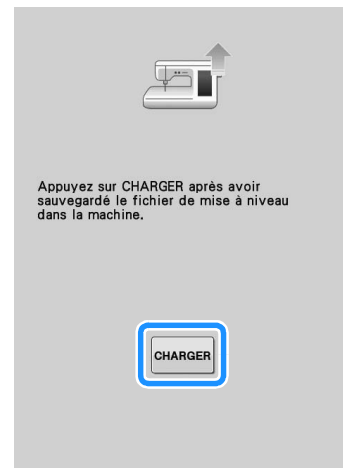 Appuyez sur CHARGER après avoir
sauvegardé le fichier de mise à niveau
dans la machine.
CHARGER